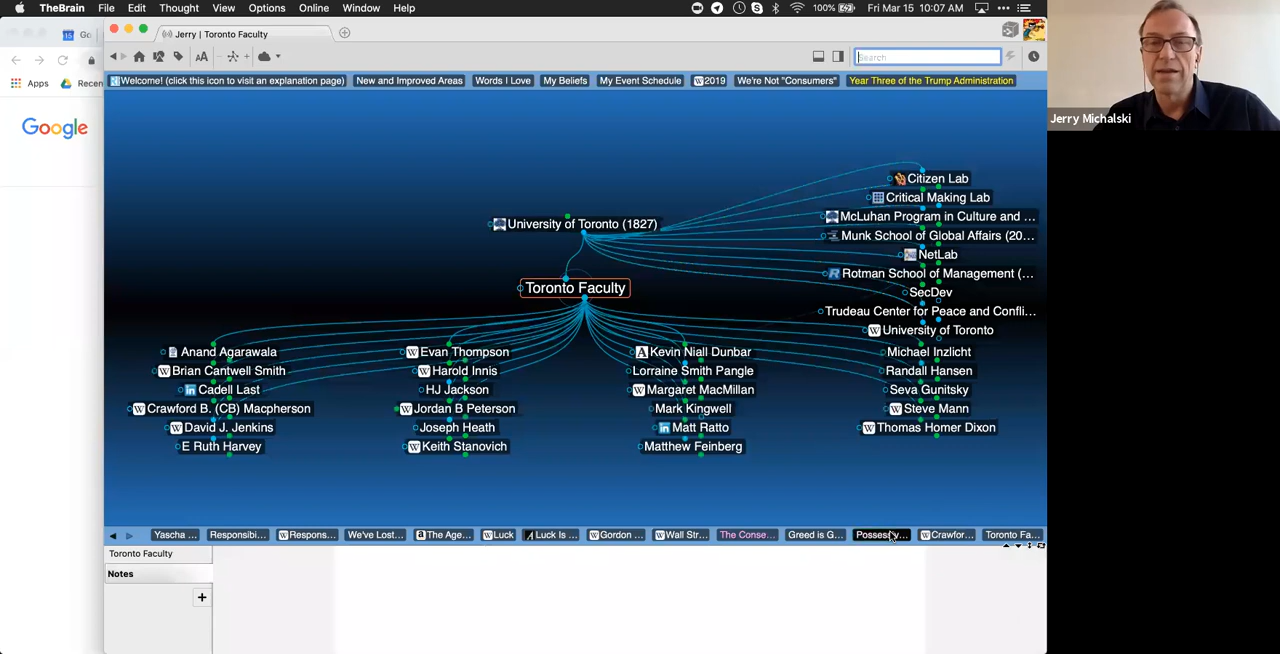 TheBrain File Edit Thought View Options Online Window Help 100% Fri Mar 15 10:07 AM
Jerry | Toronto Faculty
15 Go
Search
Welcome! (click this icon to visit an explanation page) New and Improved Areas Words I Love My Beliefs My Event Schedule 2019 We're Not "Consumers" Year Three of the Trump Administration
Apps Recen
Google
Jerry Michalski
Citizen Lab
Critical Making Lab
McLuhan Program in Culture and ...
University of Toronto (1827)
Munk School of Global Affairs (20...
NetLab
Rotman School of Management (...
Toronto Faculty
SecDev
Trudeau Center for Peace and Confli...
University of Toronto
Anand Agarawala Evan Thompson Kevin Niall Dunbar Michael Inzlicht
Brian Cantwell Smith Harold Innis Lorraine Smith Pangle Randall Hansen
Cadell Last HJ Jackson Margaret MacMillan Seva Gunitsky
Crawford B. (CB) Macpherson Jordan B Peterson Mark Kingwell Steve Mann
David J. Jenkins Joseph Heath Matt Ratto Thomas Homer Dixon
E Ruth Harvey Keith Stanovich Matthew Feinberg
Yascha ... Responsibi... Respons... We've Lost... The Age... Luck Luck Is ... Gordon ... Wall Str... The Conse... Greed is G... Possess... Crawfor... Toronto Fa...
Toronto Faculty
Notes